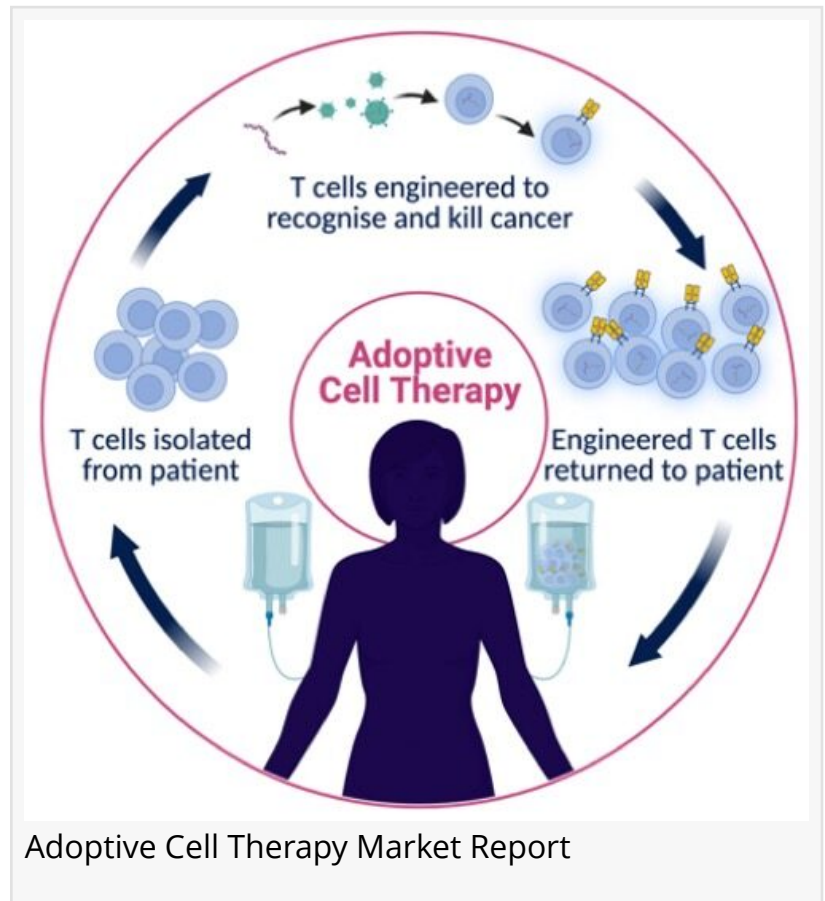 T cells engineered to
recognise and kill cancer
Adoptive
Cell Therapy
T cells isolated
from patient
Engineered T cells
returned to patient
Adoptive Cell Therapy Market Report